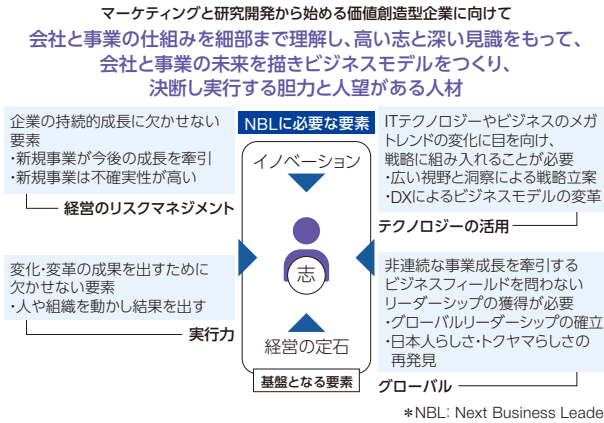 マーケティングと研究開発から始める価値創造型企業に向けて
会社と事業の仕組みを細部まで理解し、高い志と深い見識をもって、
会社と事業の未来を描きビジネスモデルをつくり、
決断し実行する胆力と人望がある人材
企業の持続的成長に欠かせない
要素
・新規事業が今後の成長を牽引
・新規事業は不確実性が高い
経営のリスクマネジメント
変化・変革の成果を出すために
欠かせない要素
・人や組織を動かし結果を出す
実行力
NBLに必要な要素
イノベーション
志
経営の定石
基盤となる要素
ITテクノロジーやビジネスのメガ
トレンドの変化に目を向け、
戦略に組み入れることが必要
・広い視野と洞察による戦略立案
・DXによるビジネスモデルの変革
テクノロジーの活用
非連続な事業成長を牽引する
ビジネスフィールドを問わない
リーダーシップの獲得が必要
・グローバルリーダーシップの確立
・日本人らしさ・トクヤマらしさの
再発見
グローバル
＊NBL: Next Business Leade